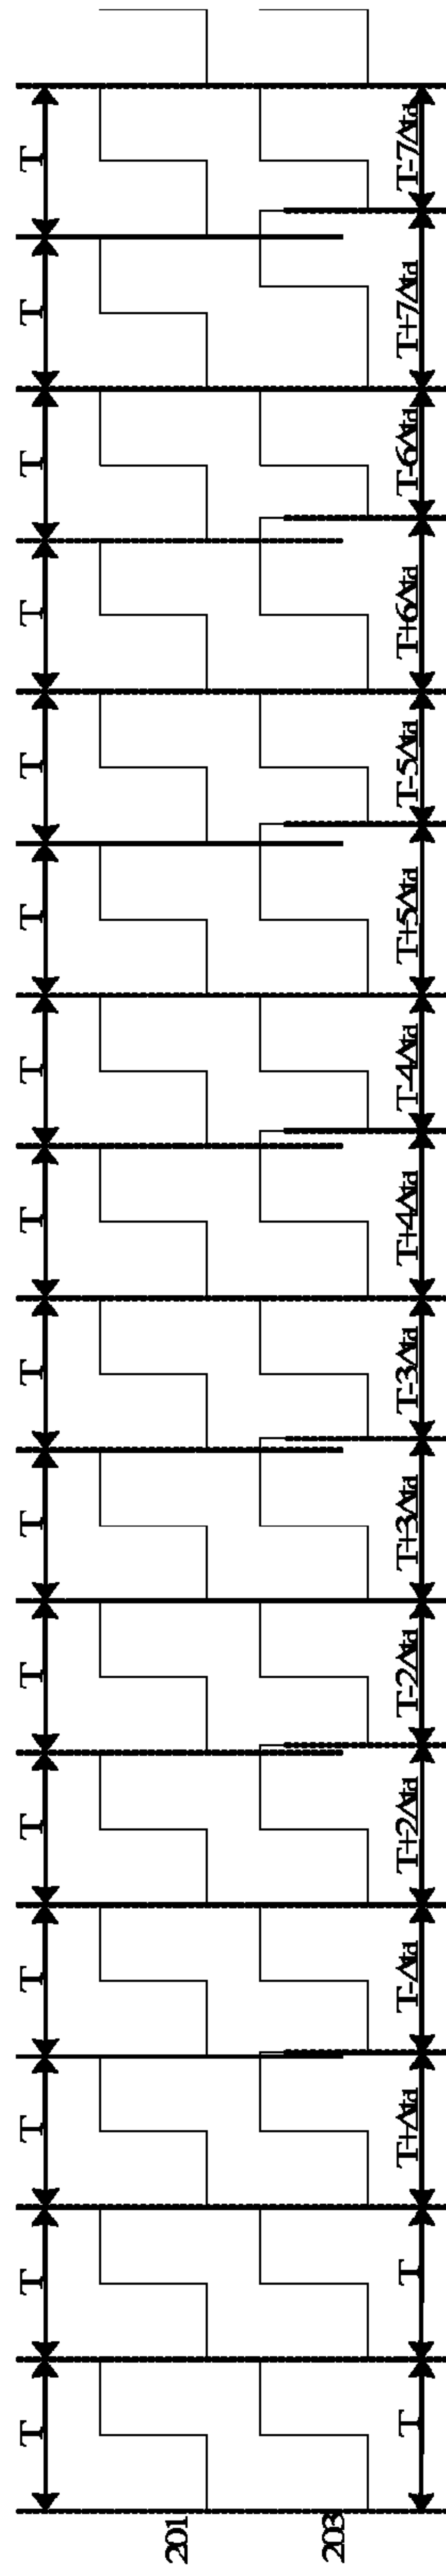 T T T T T T T T T T T T T T T T
201
203
T T T+Δtd T-Δtd T+2Δtd T-2Δtd T+3Δtd T-3Δtd T+4Δtd T-4Δtd T+5Δtd T-5Δtd T+6Δtd T-6Δtd T+7Δtd T-7Δtd